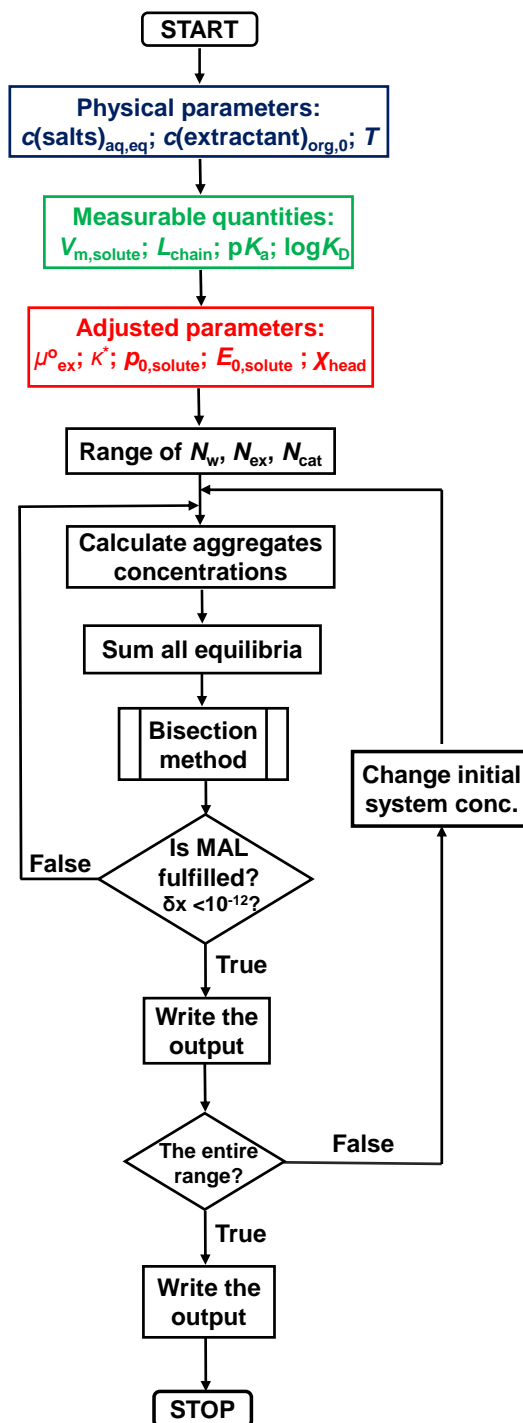 START
Physical parameters:
c(salts)aq,eq; c(extractant)org,0; T
Measurable quantities:
Vm,solute; Lchain; pKa; logKD
Adjusted parameters:
μºex; κ*; p0,solute; E0,solute ; χhead
Range of Nw, Nex, Ncat
Calculate aggregates
concentrations
Sum all equilibria
Bisection
method
Change initial
system conc.
False
Is MAL
fulfilled?
δx <10-12?
True
Write the
output
The entire
range?
False
True
Write the
output
STOP